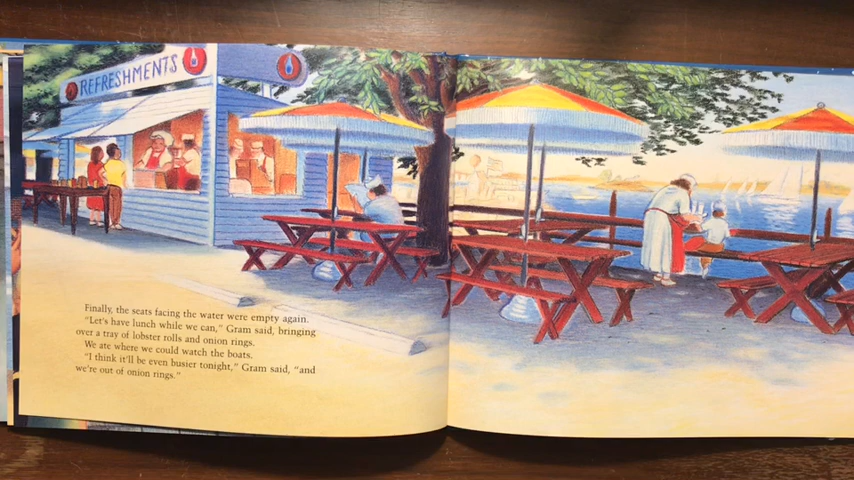 REFRESHMENTS
Finally, the seats facing the water were empty again.
"Let's have lunch while we can," Gram said, bringing
over a tray of lobster rolls and onion rings.
We ate where we could watch the boats.
"I think it'll be even busier tonight," Gram said, "and
we're out of onion rings."